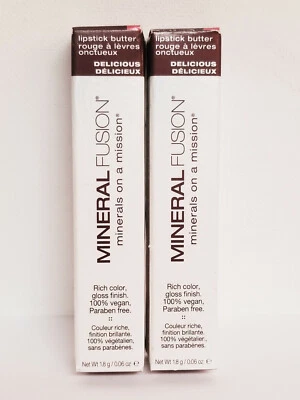 lipstick butter
rouge à lèvres
onctueux
DELICIOUS
DÉLICIEUX
MINERAL FUSION®
minerals on a mission®
Rich color,
gloss finish.
100% vegan,
Paraben free.
::
Couleur riche,
finition brillante.
100% végétalien,
sans parabènes.
Net Wt 1.8 g / 0.06 oz ℮
lipstick butter
rouge à lèvres
onctueux
DELICIOUS
DÉLICIEUX
MINERAL FUSION®
minerals on a mission®
Rich color,
gloss finish.
100% vegan,
Paraben free.
::
Couleur riche,
finition brillante.
100% végétalien,
sans parabènes.
Net Wt 1.8 g / 0.06 oz ℮